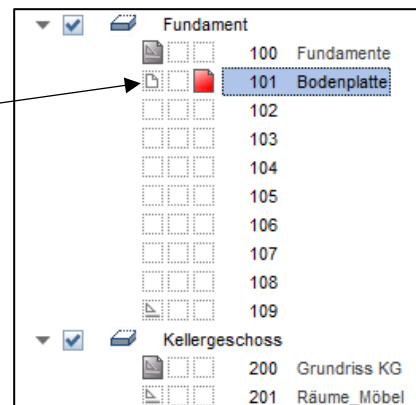 Fundament
100 Fundamente
101 Bodenplatte
102
103
104
105
106
107
108
109
Kellergeschoss
200 Grundriss KG
201 Räume_Möbel